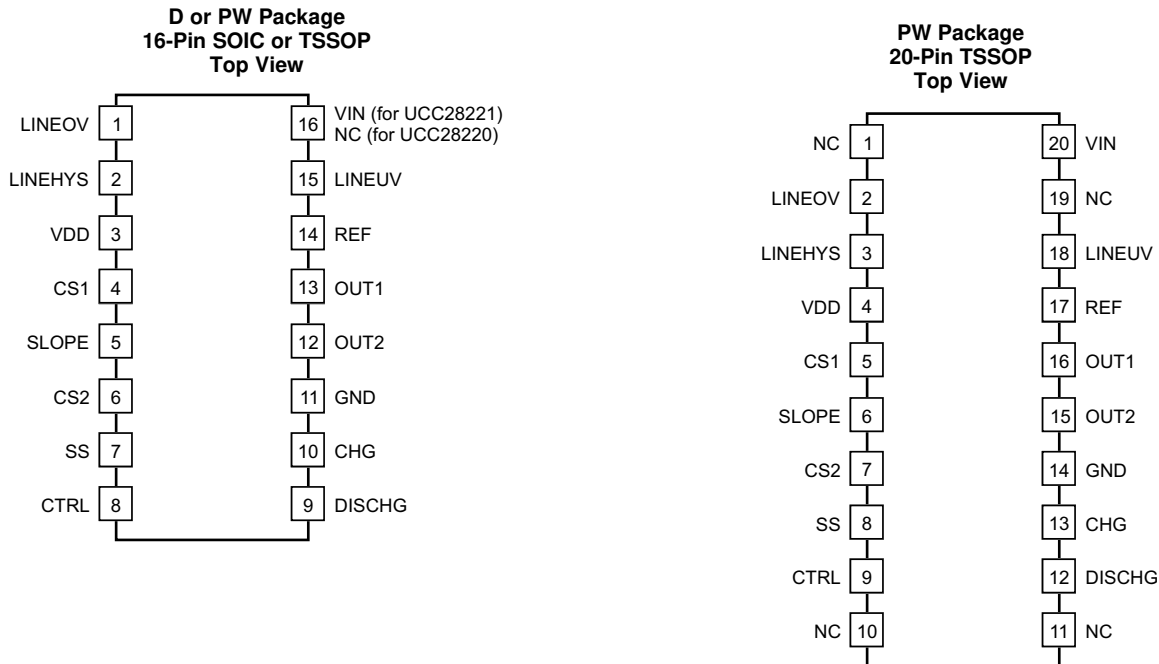 D or PW Package
16-Pin SOIC or TSSOP
Top View
LINEOV 1
16 VIN (for UCC28221)
NC (for UCC28220)
LINEHYS 2
15 LINEUV
VDD 3
14 REF
CS1 4
13 OUT1
SLOPE 5
12 OUT2
CS2 6
11 GND
SS 7
10 CHG
CTRL 8
9 DISCHG
PW Package
20-Pin TSSOP
Top View
NC 1
20 VIN
LINEOV 2
19 NC
LINEHYS 3
18 LINEUV
VDD 4
17 REF
CS1 5
16 OUT1
SLOPE 6
15 OUT2
CS2 7
14 GND
SS 8
13 CHG
CTRL 9
12 DISCHG
NC 10
11 NC